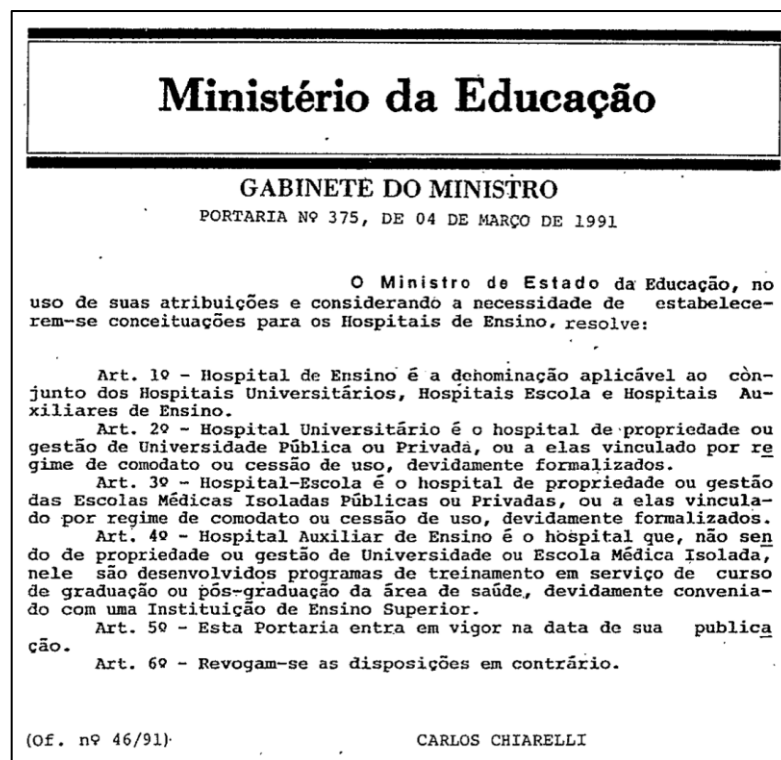 Ministério da Educação
GABINETE DO MINISTRO
PORTARIA Nº 375, DE 04 DE MARÇO DE 1991
O Ministro de Estado da Educação, no
uso de suas atribuições e considerando a necessidade de estabelece-
rem-se conceituações para os Hospitais de Ensino, resolve:
Art. 1º - Hospital de Ensino é a denominação aplicável ao con-
junto dos Hospitais Universitários, Hospitais Escola e Hospitais Au-
xiliares de Ensino.
Art. 2º - Hospital Universitário é o hospital de propriedade ou
gestão de Universidade Pública ou Privada, ou a elas vinculado por re
gime de comodato ou cessão de uso, devidamente formalizados.
Art. 3º - Hospital-Escola é o hospital de propriedade ou gestão
das Escolas Médicas Isoladas Públicas ou Privadas, ou a elas vincula-
do por regime de comodato ou cessão de uso, devidamente formalizados.
Art. 4º - Hospital Auxiliar de Ensino é o hospital que, não sen
do de propriedade ou gestão de Universidade ou Escola Médica Isolada,
nele são desenvolvidos programas de treinamento em serviço de curso
de graduação ou pós-graduação da área de saúde, devidamente convenia-
do com uma Instituição de Ensino Superior.
Art. 5º - Esta Portaria entra em vigor na data de sua publica
ção.
Art. 6º - Revogam-se as disposições em contrário.
(Of. nº 46/91) CARLOS CHIARELLI